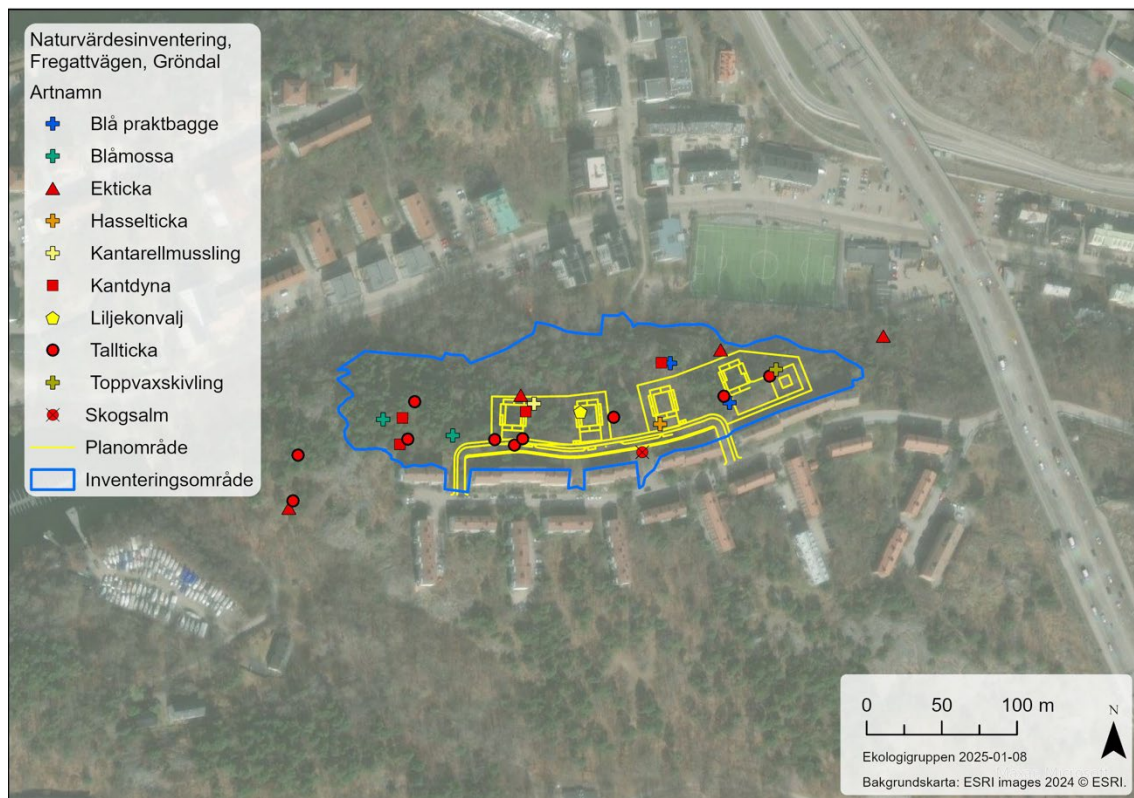 Naturvärdesinventering,
Fregattvägen, Gröndal
Artnamn
Blå praktbagge
Blåmossa
Ekticka
Hasselticka
Kantarellmussling
Kantdyna
Liljekonvalj
Tallticka
Toppvaxskivling
Skogsalm
Planområde
Inventeringsområde
0 50 100 m
N
Ekologigruppen 2025-01-08
Bakgrundskarta: ESRI images 2024 © ESRI.